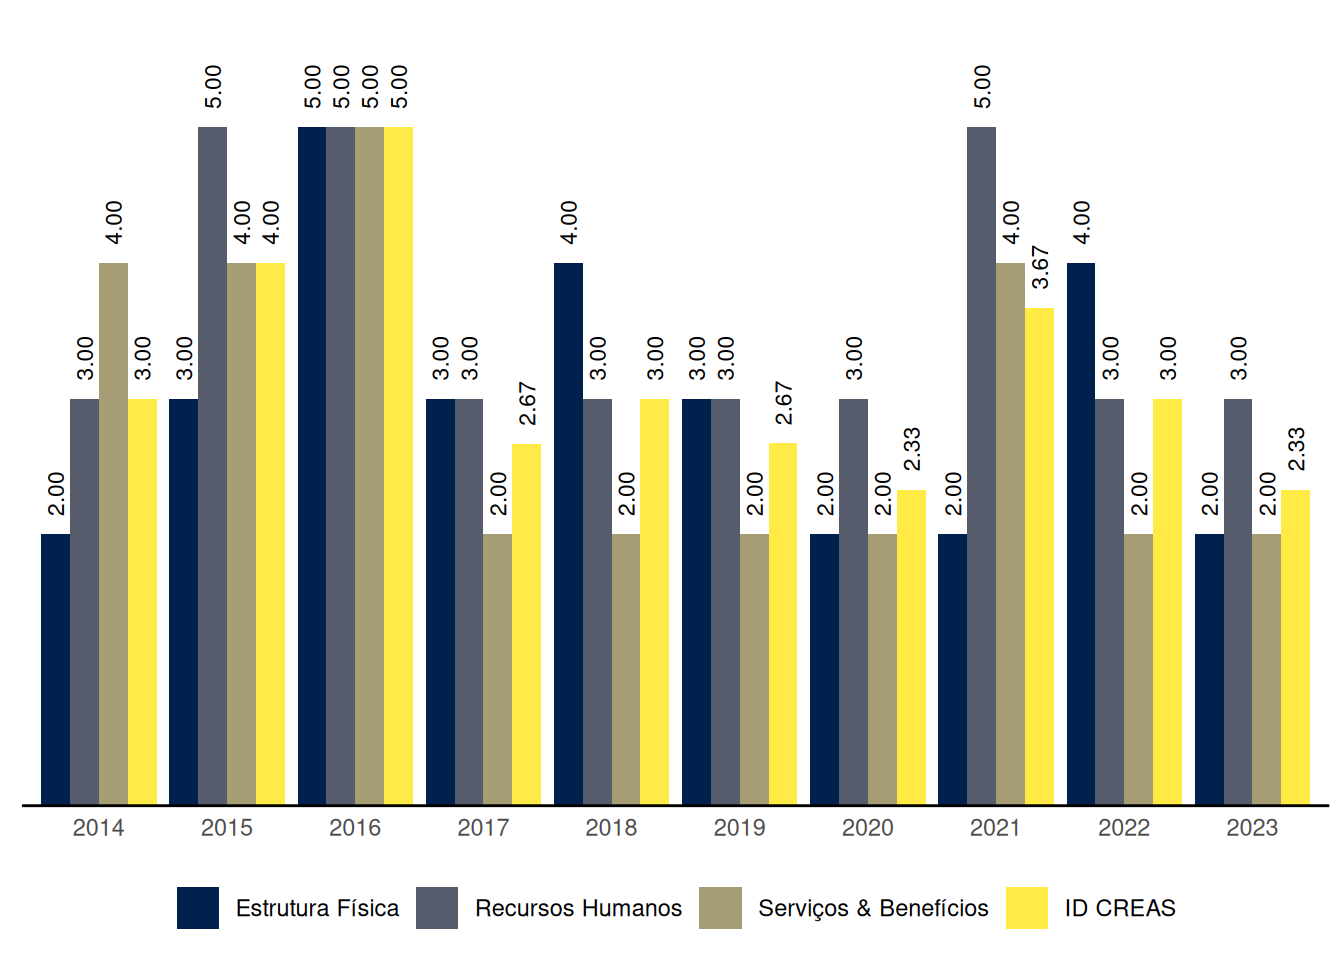 5.00 5.00 5.00 5.00 5.00 5.00
4.00 4.00 4.00 4.00 4.00 4.00
3.67
3.00 3.00 3.00 3.00 3.00 3.00 3.00 3.00 3.00 3.00 3.00 3.00 3.00
2.67 2.67
2.33 2.33
2.00 2.00 2.00 2.00 2.00 2.00 2.00 2.00 2.00 2.00
2014 2015 2016 2017 2018 2019 2020 2021 2022 2023
Estrutura Física Recursos Humanos Serviços & Benefícios ID CREAS